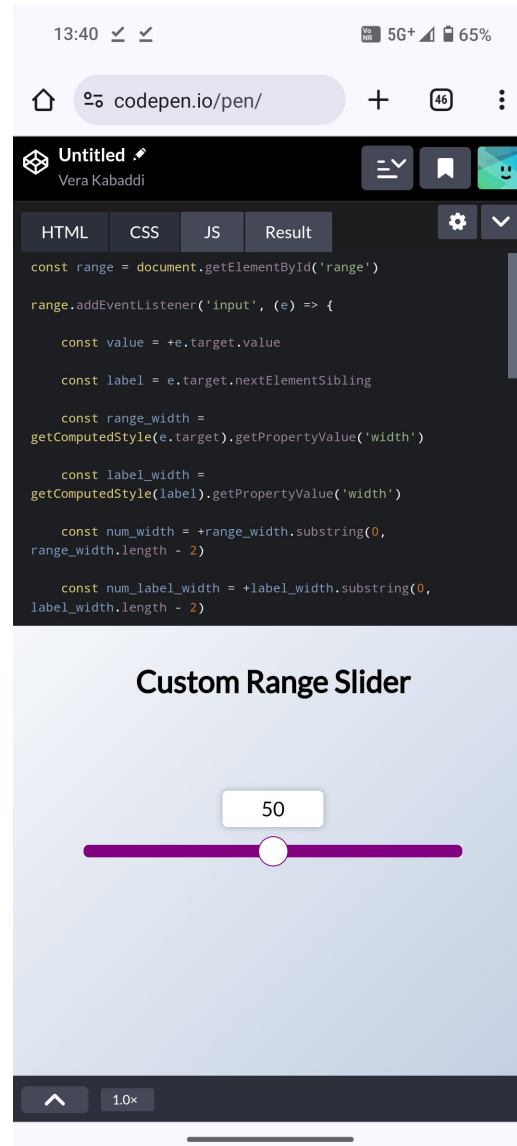 13:40 Vo NR 5G+ 65%
codepen.io/pen/ 46
Untitled
Vera Kabaddi
HTML CSS JS Result
const range = document.getElementById('range')
range.addEventListener('input', (e) => {
const value = +e.target.value
const label = e.target.nextElementSibling
const range_width =
getComputedStyle(e.target).getPropertyValue('width')
const label_width =
getComputedStyle(label).getPropertyValue('width')
const num_width = +range_width.substring(0,
range_width.length - 2)
const num_label_width = +label_width.substring(0,
label_width.length - 2)
Custom Range Slider
50
1.0×